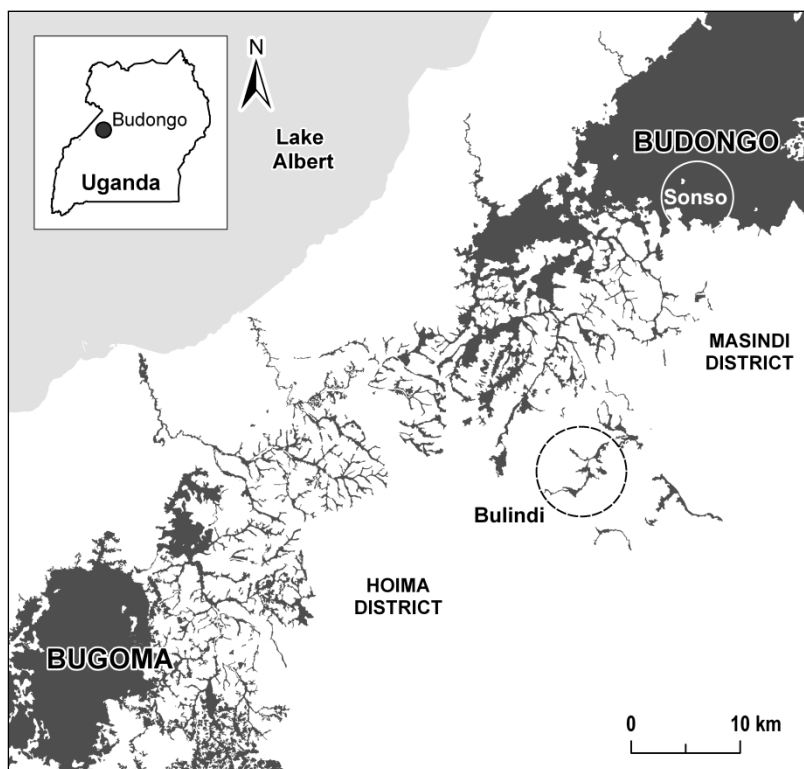 N
Budongo
Uganda
Lake
Albert
BUDONGO
Sonso
MASINDI
DISTRICT
Bulindi
HOIMA
DISTRICT
BUGOMA
0 10 km